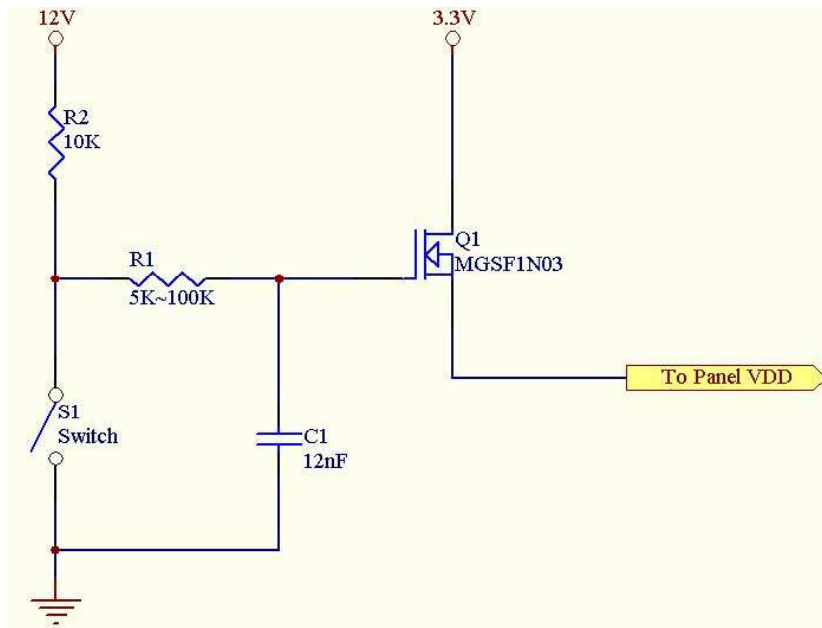 12V
3.3V
R2
10K
R1
5K~100K
Q1
MGSF1N03
To Panel VDD
S1
Switch
C1
12nF